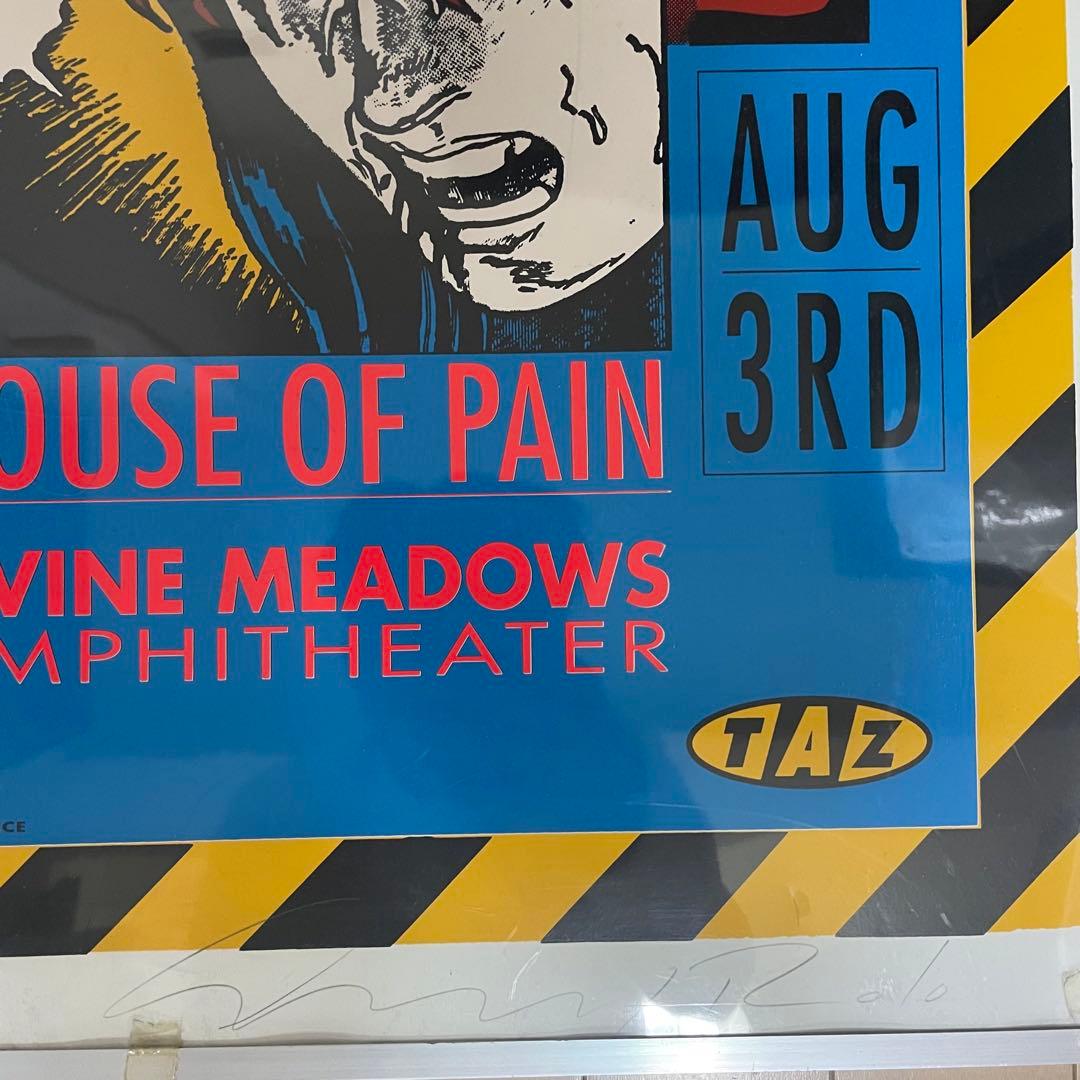 AUG
3RD
OUSE OF PAIN
VINE MEADOWS
MPHITHEATER
TAZ
CE